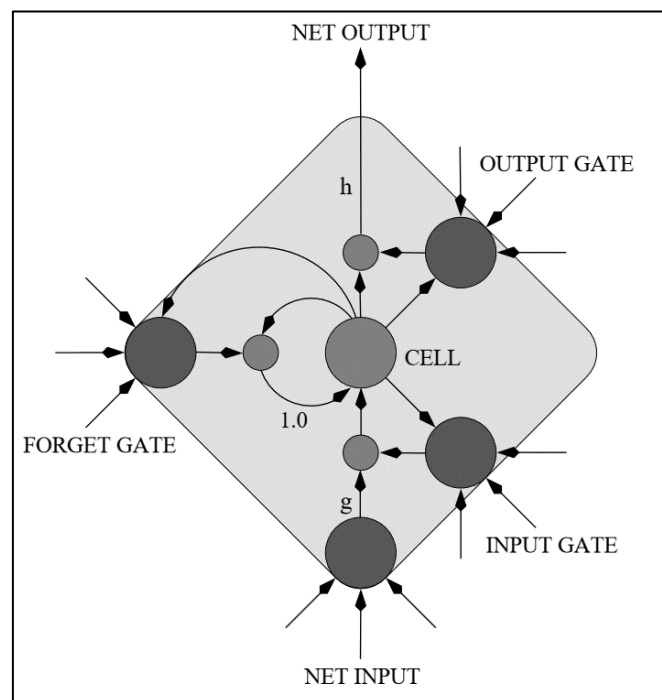 NET OUTPUT
OUTPUT GATE
h
CELL
1.0
FORGET GATE
g
INPUT GATE
NET INPUT